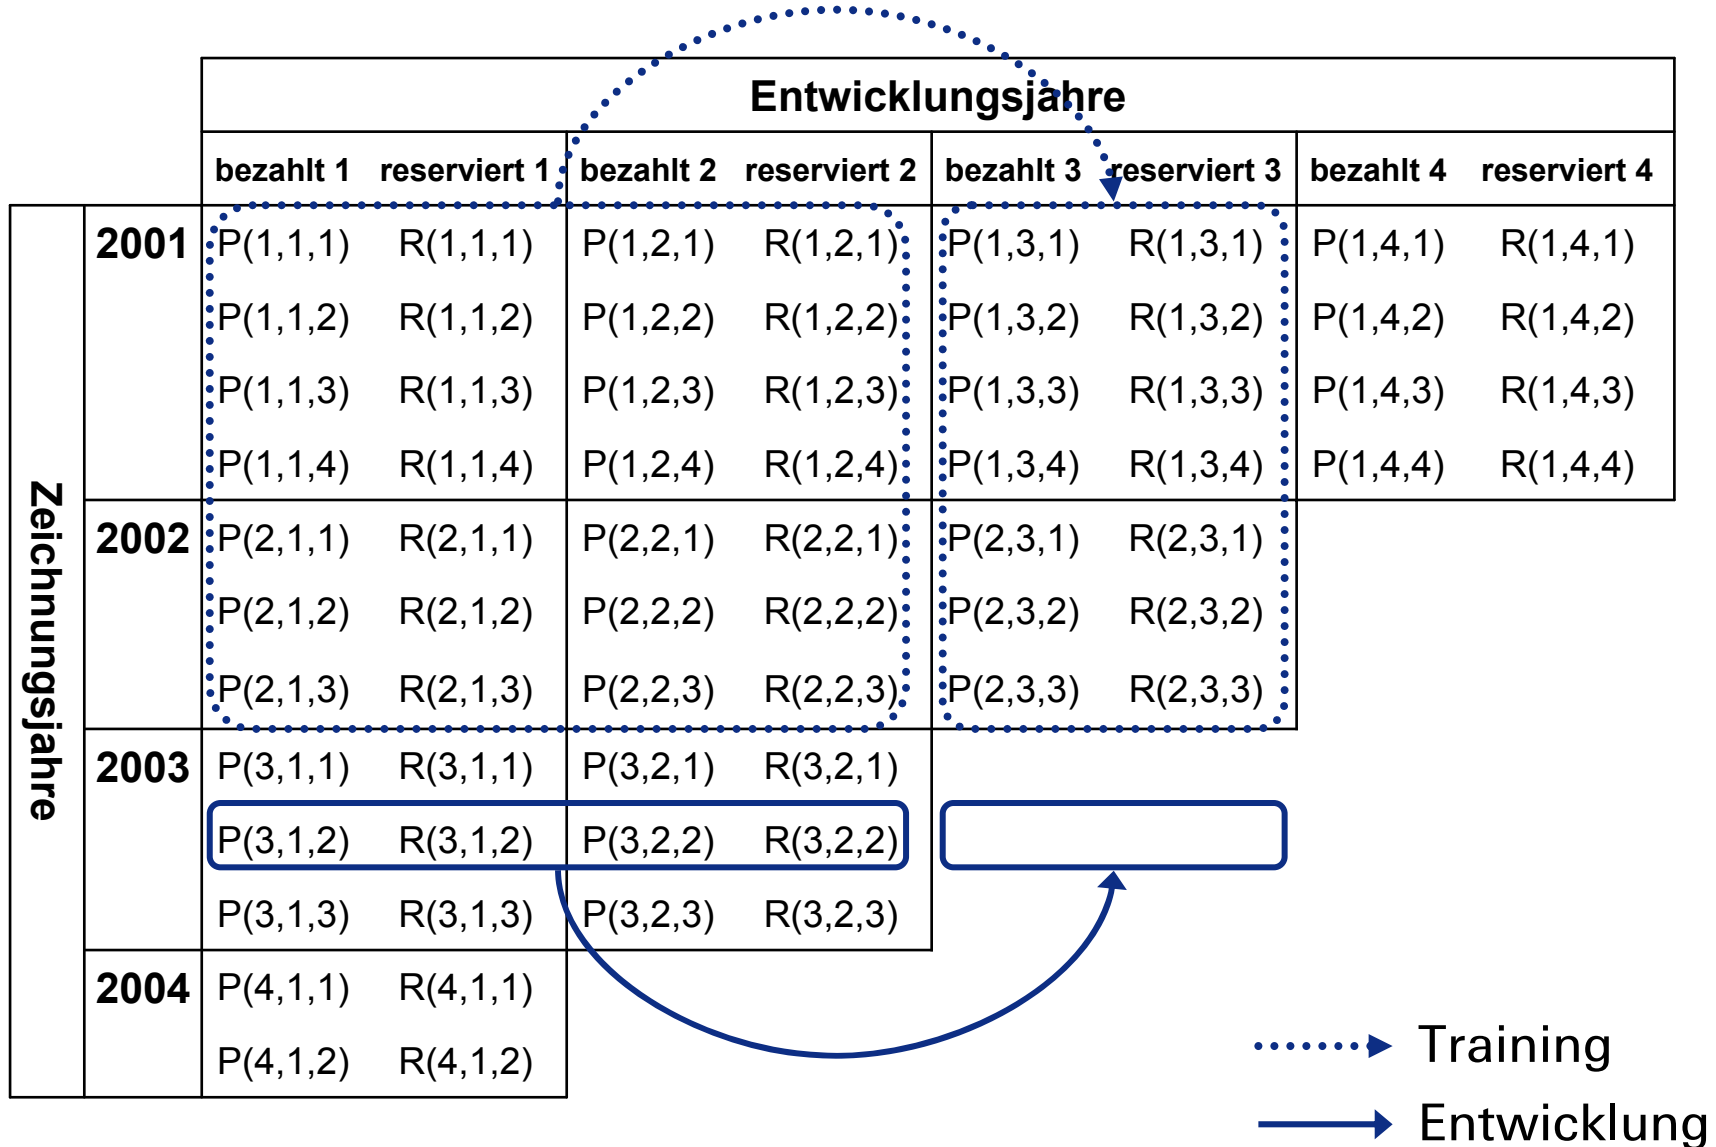 Entwicklungsjahre
bezahlt 1 reserviert 1 bezahlt 2 reserviert 2 bezahlt 3 reserviert 3 bezahlt 4 reserviert 4
Zeichnungsjahre
2001 P(1,1,1) R(1,1,1) P(1,2,1) R(1,2,1) P(1,3,1) R(1,3,1) P(1,4,1) R(1,4,1)
P(1,1,2) R(1,1,2) P(1,2,2) R(1,2,2) P(1,3,2) R(1,3,2) P(1,4,2) R(1,4,2)
P(1,1,3) R(1,1,3) P(1,2,3) R(1,2,3) P(1,3,3) R(1,3,3) P(1,4,3) R(1,4,3)
P(1,1,4) R(1,1,4) P(1,2,4) R(1,2,4) P(1,3,4) R(1,3,4) P(1,4,4) R(1,4,4)
2002 P(2,1,1) R(2,1,1) P(2,2,1) R(2,2,1) P(2,3,1) R(2,3,1)
P(2,1,2) R(2,1,2) P(2,2,2) R(2,2,2) P(2,3,2) R(2,3,2)
P(2,1,3) R(2,1,3) P(2,2,3) R(2,2,3) P(2,3,3) R(2,3,3)
2003 P(3,1,1) R(3,1,1) P(3,2,1) R(3,2,1)
P(3,1,2) R(3,1,2) P(3,2,2) R(3,2,2)
P(3,1,3) R(3,1,3) P(3,2,3) R(3,2,3)
2004 P(4,1,1) R(4,1,1)
P(4,1,2) R(4,1,2)
Training
Entwicklung